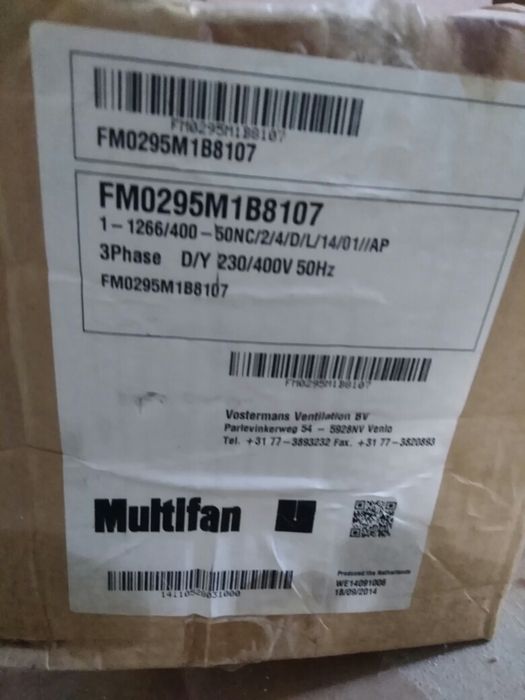 FM0295M1B8107
FM0295M1B8107
FM0295M1B8107
1-1266/400-50NC/2/4/D/L/14/01//AP
3Phase D/Y 230/400V 50Hz
FM0295M1B8107
FM0295M1B8107
Vostermans Ventilation BV
Parlevinkerweg 54 - 5928NV Venlo
Tel. +31 77-3893232 Fax. +31 77-3820893
Multifan
Produced the Netherlands
WE14091006
18/09/2014
14110528031000